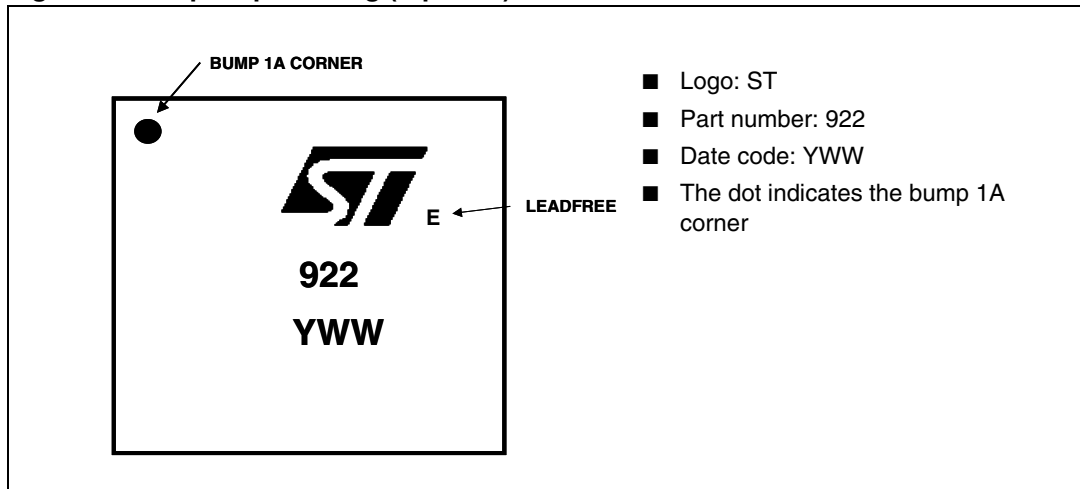 BUMP 1A CORNER
ST
E
LEADFREE
922
YWW
■ Logo: ST
■ Part number: 922
■ Date code: YWW
■ The dot indicates the bump 1A
corner